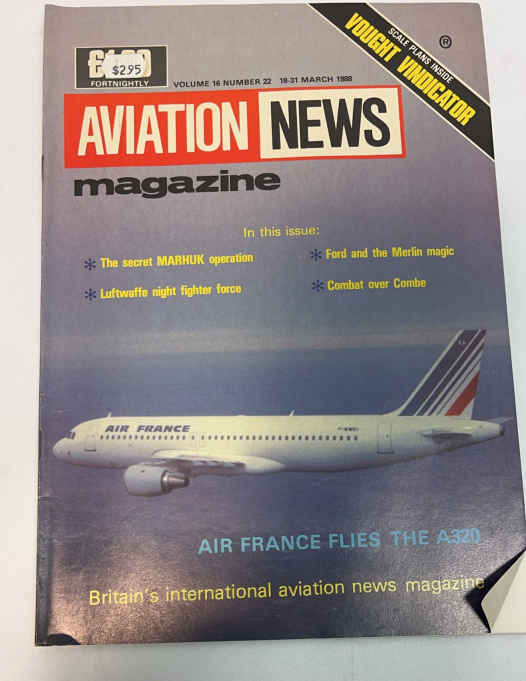 $2.95
FORTNIGHTLY
VOLUME 16 NUMBER 22 18-31 MARCH 1988
SCALE PLANS INSIDE
VOUGHT VINDICATOR
®
AVIATION NEWS
magazine
In this issue:
* The secret MARHUK operation
* Ford and the Merlin magic
* Luftwaffe night fighter force
* Combat over Combe
AIR FRANCE
AIR FRANCE FLIES THE A320
Britain's international aviation news magazine